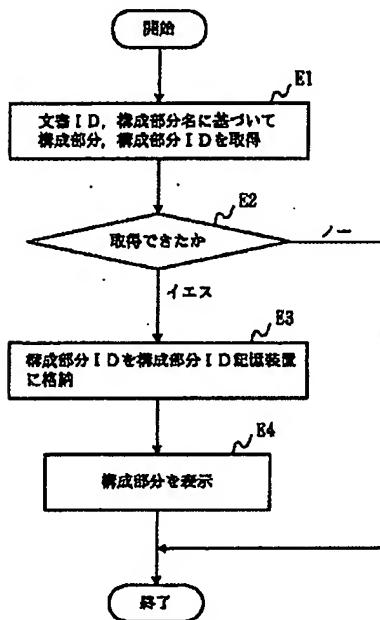 開始
E1
文書ID，構成部分名に基づいて
構成部分，構成部分IDを取得
E2
取得できたか
ノー
イエス
E3
構成部分IDを構成部分ID記憶装置
に格納
E4
構成部分を表示
終了